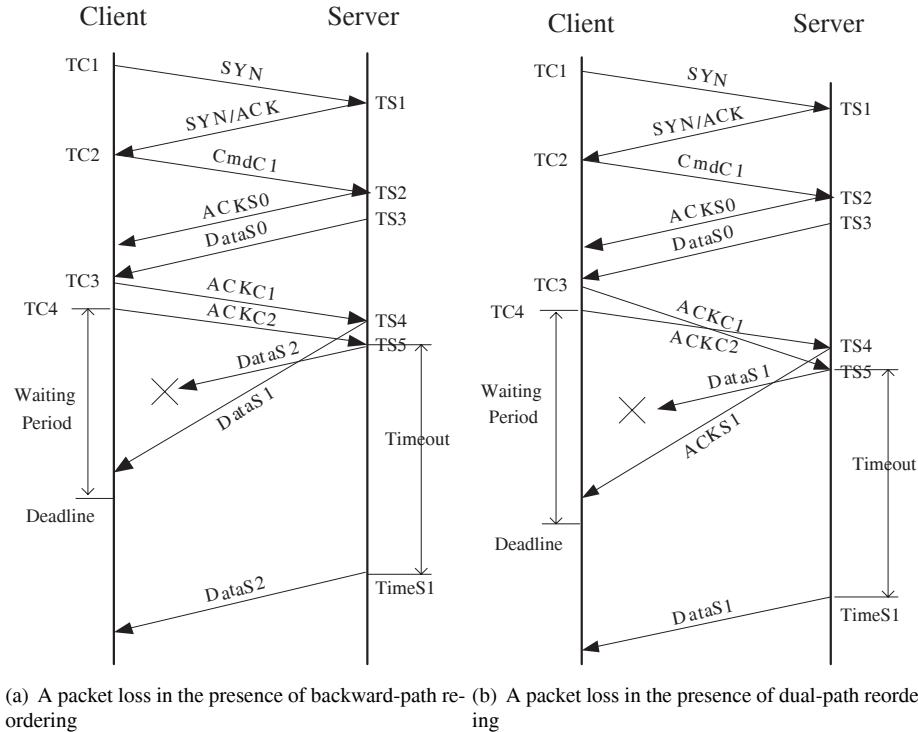 Client
Server
TC1
SYN
TS1
SYN/ACK
TC2
CmdC1
TS2
ACKS0
TS3
DataS0
TC3
ACKC1
TC4
ACKC2
TS4
TS5
DataS2
Waiting
Period
DataS1
Timeout
Deadline
DataS2
TimeS1
(a) A packet loss in the presence of backward-path re-
ordering
Client
Server
TC1
SYN
TS1
SYN/ACK
TC2
CmdC1
TS2
ACKS0
TS3
DataS0
TC3
ACKC1
TC4
ACKC2
TS4
TS5
DataS1
Waiting
Period
ACKS1
Timeout
Deadline
DataS1
TimeS1
(b) A packet loss in the presence of dual-path reorde
ing